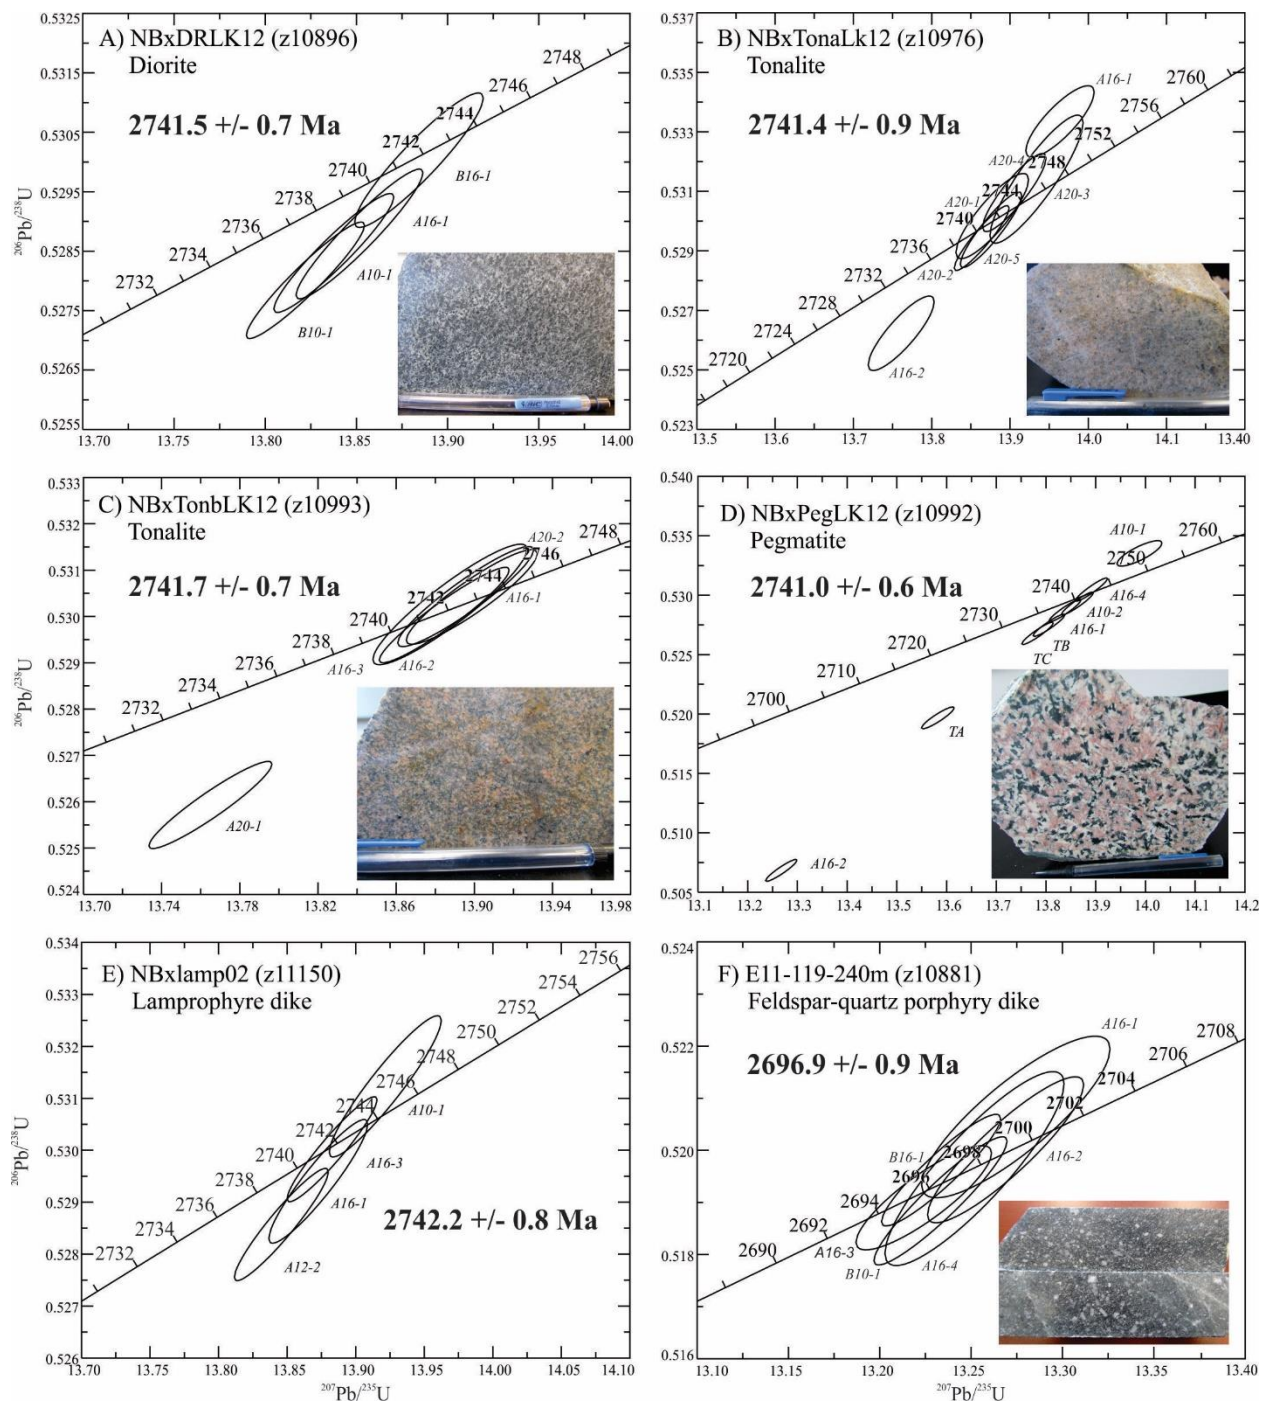 A) NBxDRLK12 (z10896)
Diorite
2741.5 +/- 0.7 Ma
0.5325
0.5315
0.5305
0.5295
0.5285
0.5275
0.5265
0.5255
²⁰⁶Pb/²³⁸U
2732
2734
2736
2738
2740
2742
2744
2746
2748
B16-1
A16-1
A10-1
B10-1
13.70
13.75
13.80
13.85
13.90
13.95
14.00
B) NBxTonaLk12 (z10976)
Tonalite
2741.4 +/- 0.9 Ma
0.537
0.535
0.533
0.531
0.529
0.527
0.525
0.523
2720
2724
2728
2732
2736
2740
2744
2748
2752
2756
2760
A16-1
A20-4
A20-3
A20-1
A20-5
A20-2
A16-2
13.5
13.6
13.7
13.8
13.9
14.0
14.1
13.40
C) NBxTonbLK12 (z10993)
Tonalite
2741.7 +/- 0.7 Ma
0.533
0.532
0.531
0.530
0.529
0.528
0.527
0.526
0.525
0.524
²⁰⁶Pb/²³⁸U
2732
2734
2736
2738
2740
2742
2744
2746
2748
A20-2
A16-1
A16-3
A16-2
A20-1
13.70
13.74
13.78
13.82
13.86
13.90
13.94
13.98
D) NBxPegLK12 (z10992)
Pegmatite
2741.0 +/- 0.6 Ma
0.540
0.535
0.530
0.525
0.520
0.515
0.510
0.505
2700
2710
2720
2730
2740
2750
2760
A10-1
A16-4
A10-2
A16-1
TB
TC
TA
A16-2
13.1
13.2
13.3
13.4
13.5
13.6
13.7
13.8
13.9
14.0
14.1
14.2
E) NBxlamp02 (z11150)
Lamprophyre dike
2742.2 +/- 0.8 Ma
0.534
0.533
0.532
0.531
0.530
0.529
0.528
0.527
0.526
²⁰⁶Pb/²³⁸U
2732
2734
2736
2738
2740
2742
2744
2746
2748
2750
2752
2754
2756
A10-1
A16-3
A16-1
A12-2
13.70
13.75
13.80
13.85
13.90
13.95
14.00
14.05
14.10
²⁰⁷Pb/²³⁵U
F) E11-119-240m (z10881)
Feldspar-quartz porphyry dike
2696.9 +/- 0.9 Ma
0.524
0.522
0.520
0.518
0.516
2690
2692
2694
2696
2698
2700
2702
2704
2706
2708
A16-1
B16-1
A16-2
A16-3
B10-1
A16-4
13.10
13.20
13.25
13.30
13.35
13.40
²⁰⁷Pb/²³⁵U